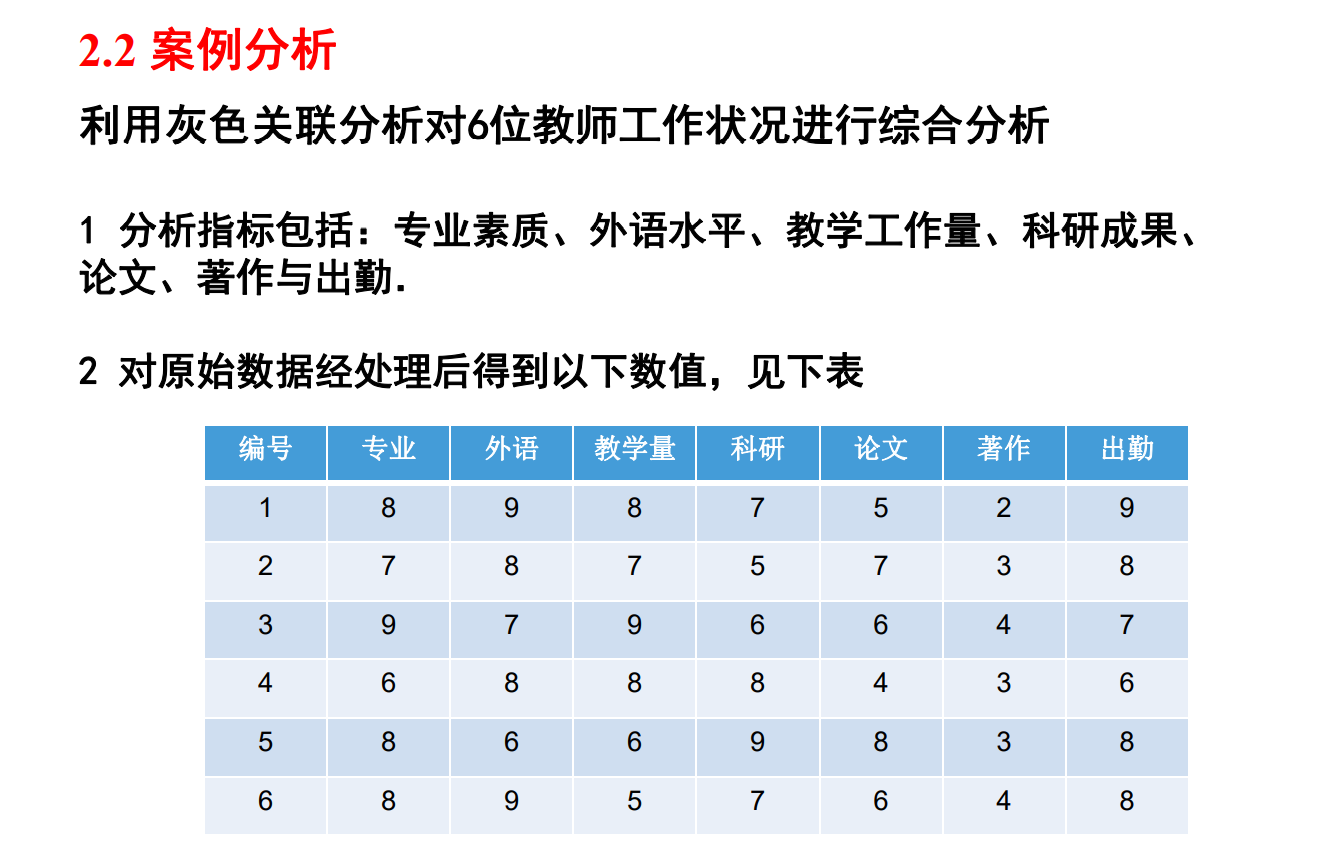 2.2 案例分析
利用灰色关联分析对6位教师工作状况进行综合分析
1 分析指标包括：专业素质、外语水平、教学工作量、科研成果、
论文、著作与出勤.
2 对原始数据经处理后得到以下数值，见下表
编号 专业 外语 教学量 科研 论文 著作 出勤
1 8 9 8 7 5 2 9
2 7 8 7 5 7 3 8
3 9 7 9 6 6 4 7
4 6 8 8 8 4 3 6
5 8 6 6 9 8 3 8
6 8 9 5 7 6 4 8